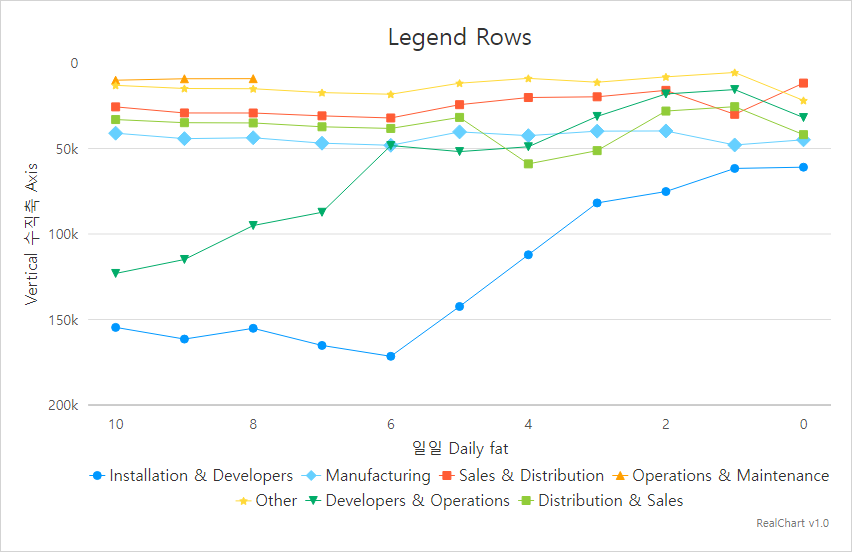 Legend Rows
0
50k
100k
150k
200k
Vertical 수직축 Axis
10 8 6 4 2 0
일일 Daily fat
Installation & Developers Manufacturing Sales & Distribution Operations & Maintenance
Other Developers & Operations Distribution & Sales
RealChart v1.0